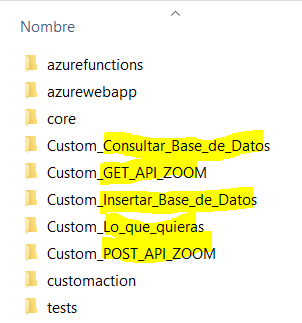 Nombre
azurefunctions
azurewebapp
core
Custom_Consultar_Base_de_Datos
Custom_GET_API_ZOOM
Custom_Insertar_Base_de_Datos
Custom_Lo_que_quieras
Custom_POST_API_ZOOM
customaction
tests